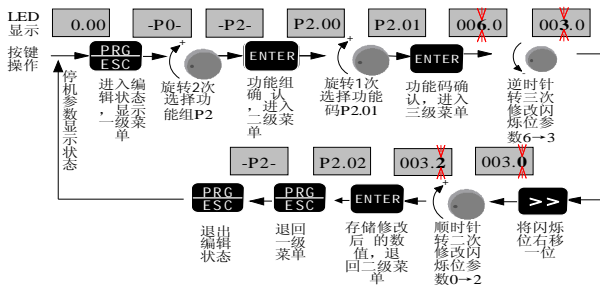 LED
显示
0.00
-P0-
-P2-
P2.00
P2.01
006.0
003.0
按键
操作
PRG
ESC
+
ENTER
+
ENTER
停机参数显示状态
进入编
辑状态
,显示
一级菜
单
旋转2次
选择功
能组P2
功能组
确 认
，进入
二级菜
单
旋转1次
选择功能
码P2.01
功能码确
认，进入
三级菜单
逆时针
转三次
修改闪
烁位参
数6→3
-P2-
P2.02
003.2
003.0
PRG
ESC
PRG
ESC
ENTER
+
>>
退出
编辑
状态
退回
一级
菜单
存储修改
后 的数
值，退
回二级菜
单
顺时针
转二次
修改闪
烁位参
数0→2
将闪烁
位右移
一位